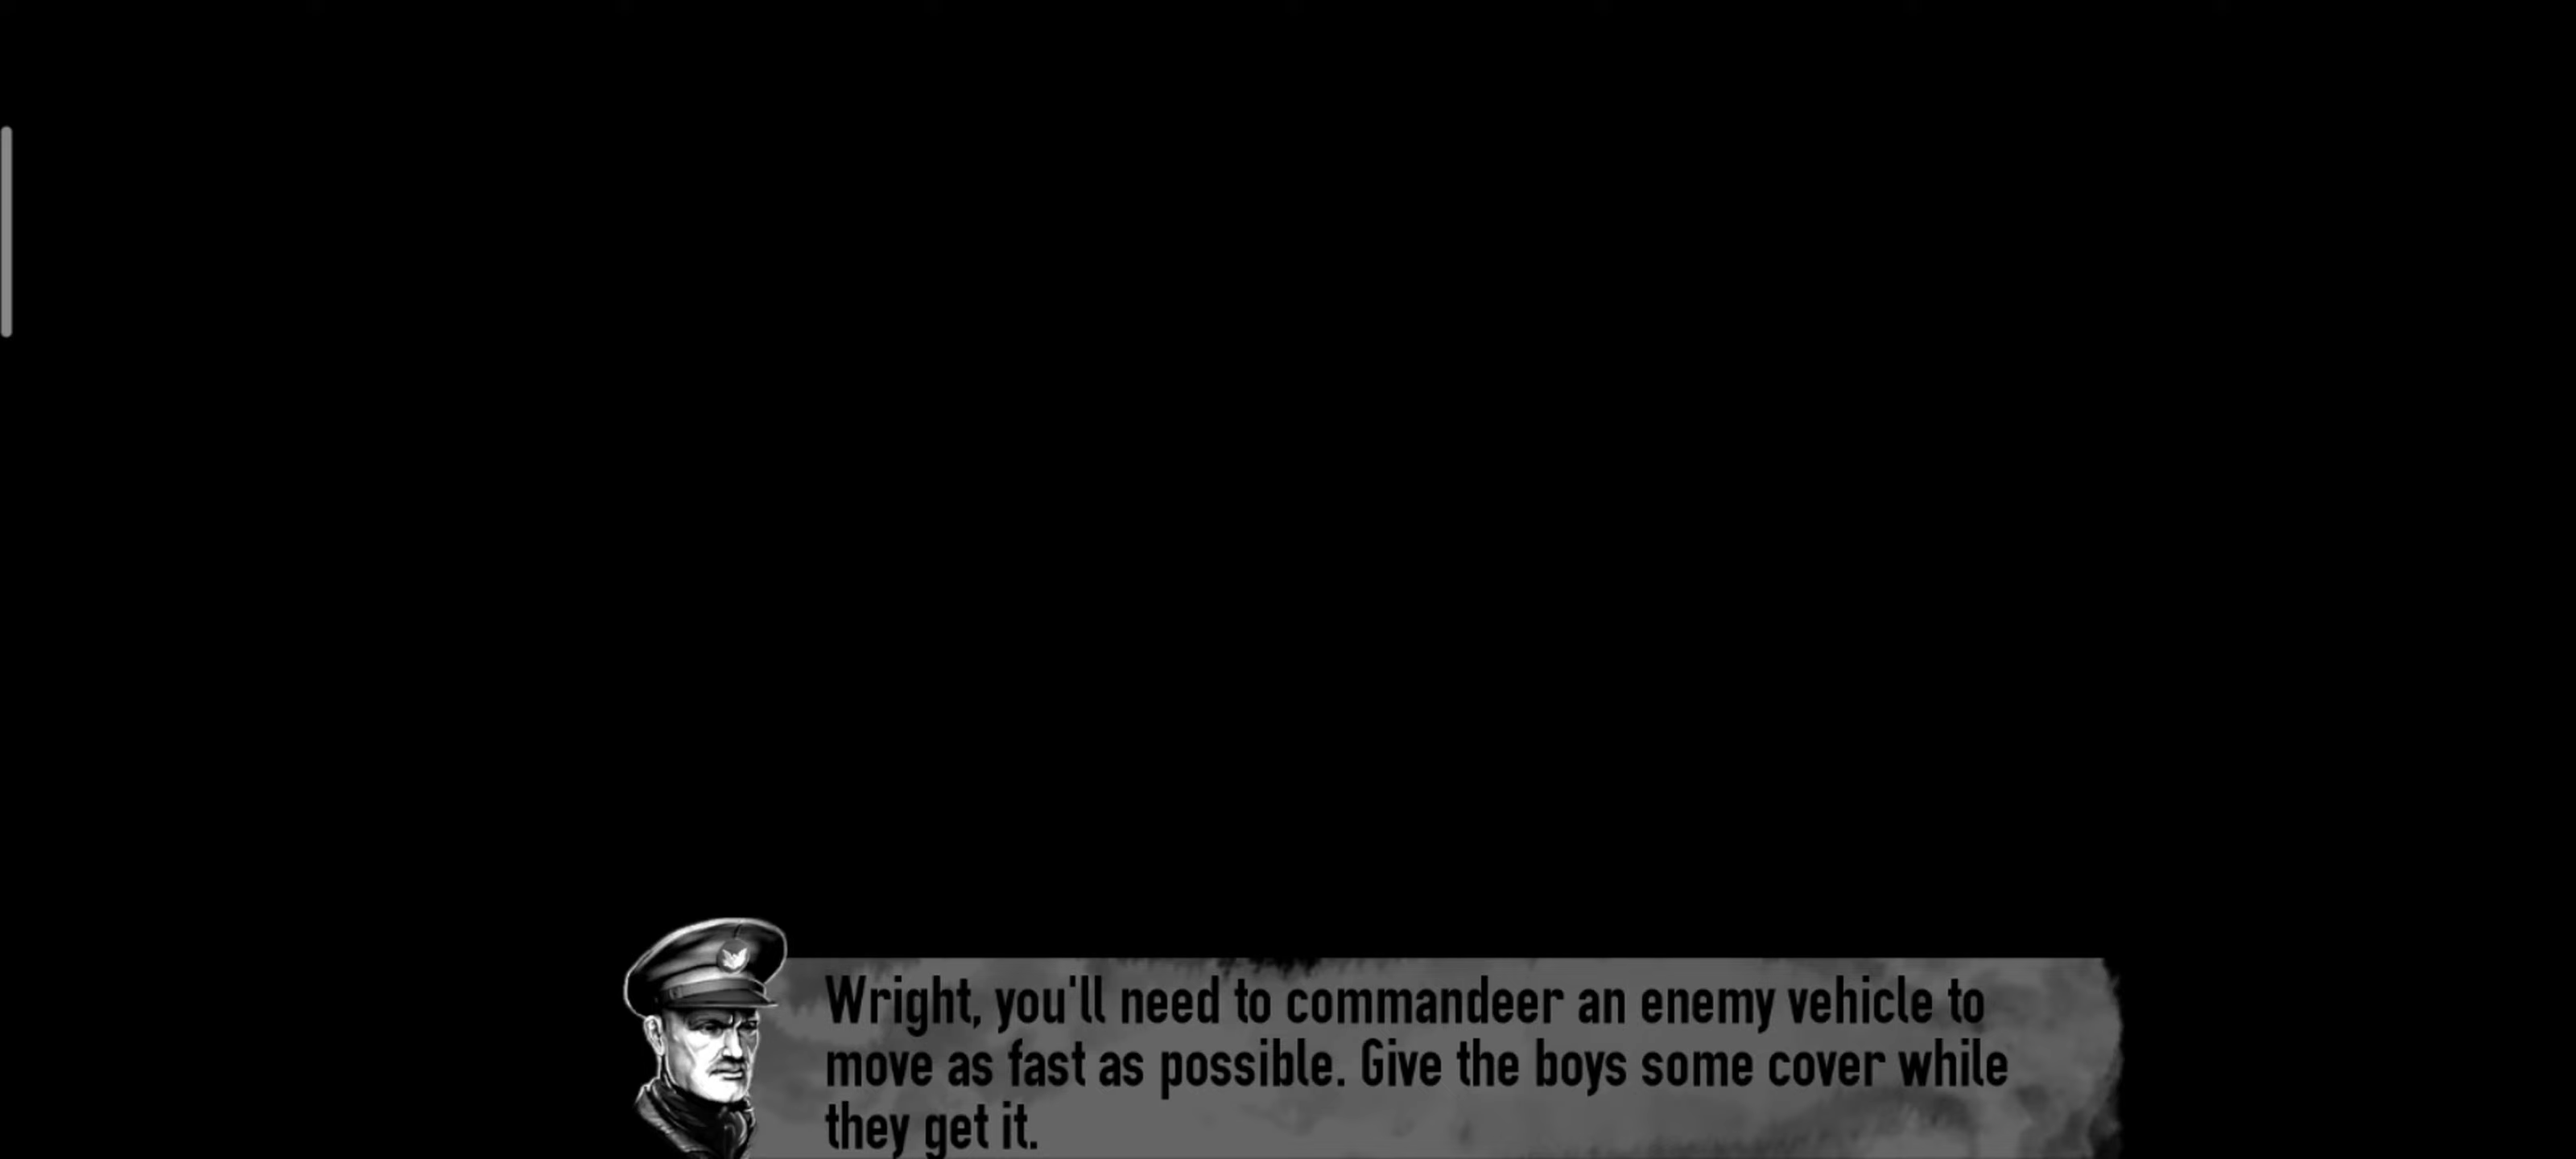 Wright, you'll need to commandeer an enemy vehicle to
move as fast as possible. Give the boys some cover while
they get it.